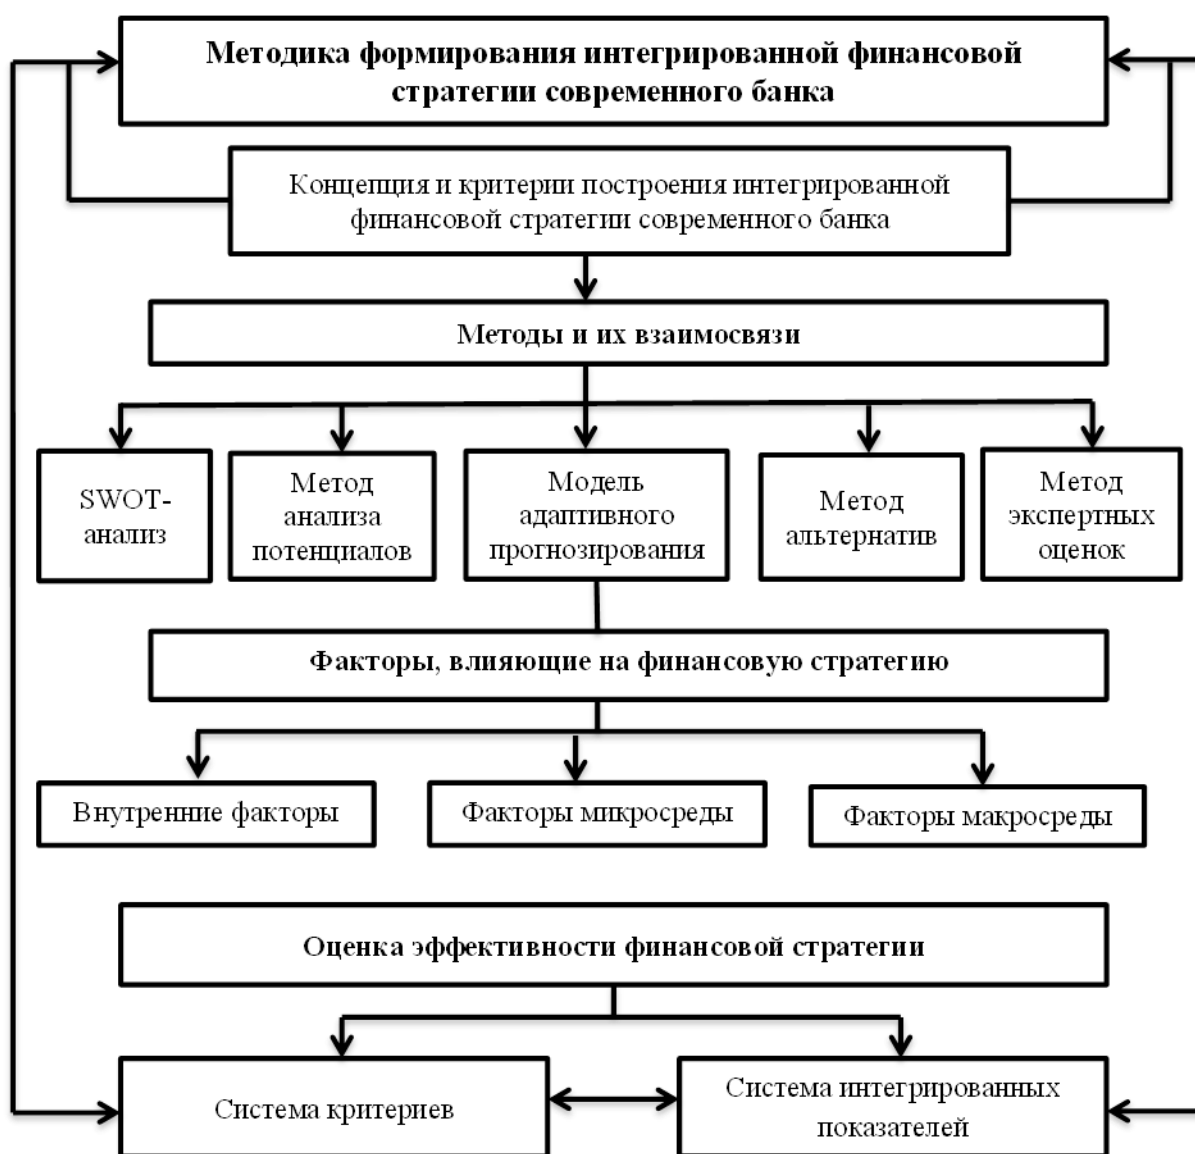 Методика формирования интегрированной финансовой
стратегии современного банка
Концепция и критерии построения интегрированной
финансовой стратегии современного банка
Методы и их взаимосвязи
SWOT-
анализ
Метод
анализа
потенциалов
Модель
адаптивного
прогнозирования
Метод
альтернатив
Метод
экспертных
оценок
Факторы, влияющие на финансовую стратегию
Внутренние факторы
Факторы микросреды
Факторы макросреды
Оценка эффективности финансовой стратегии
Система критериев
Система интегрированных
показателей